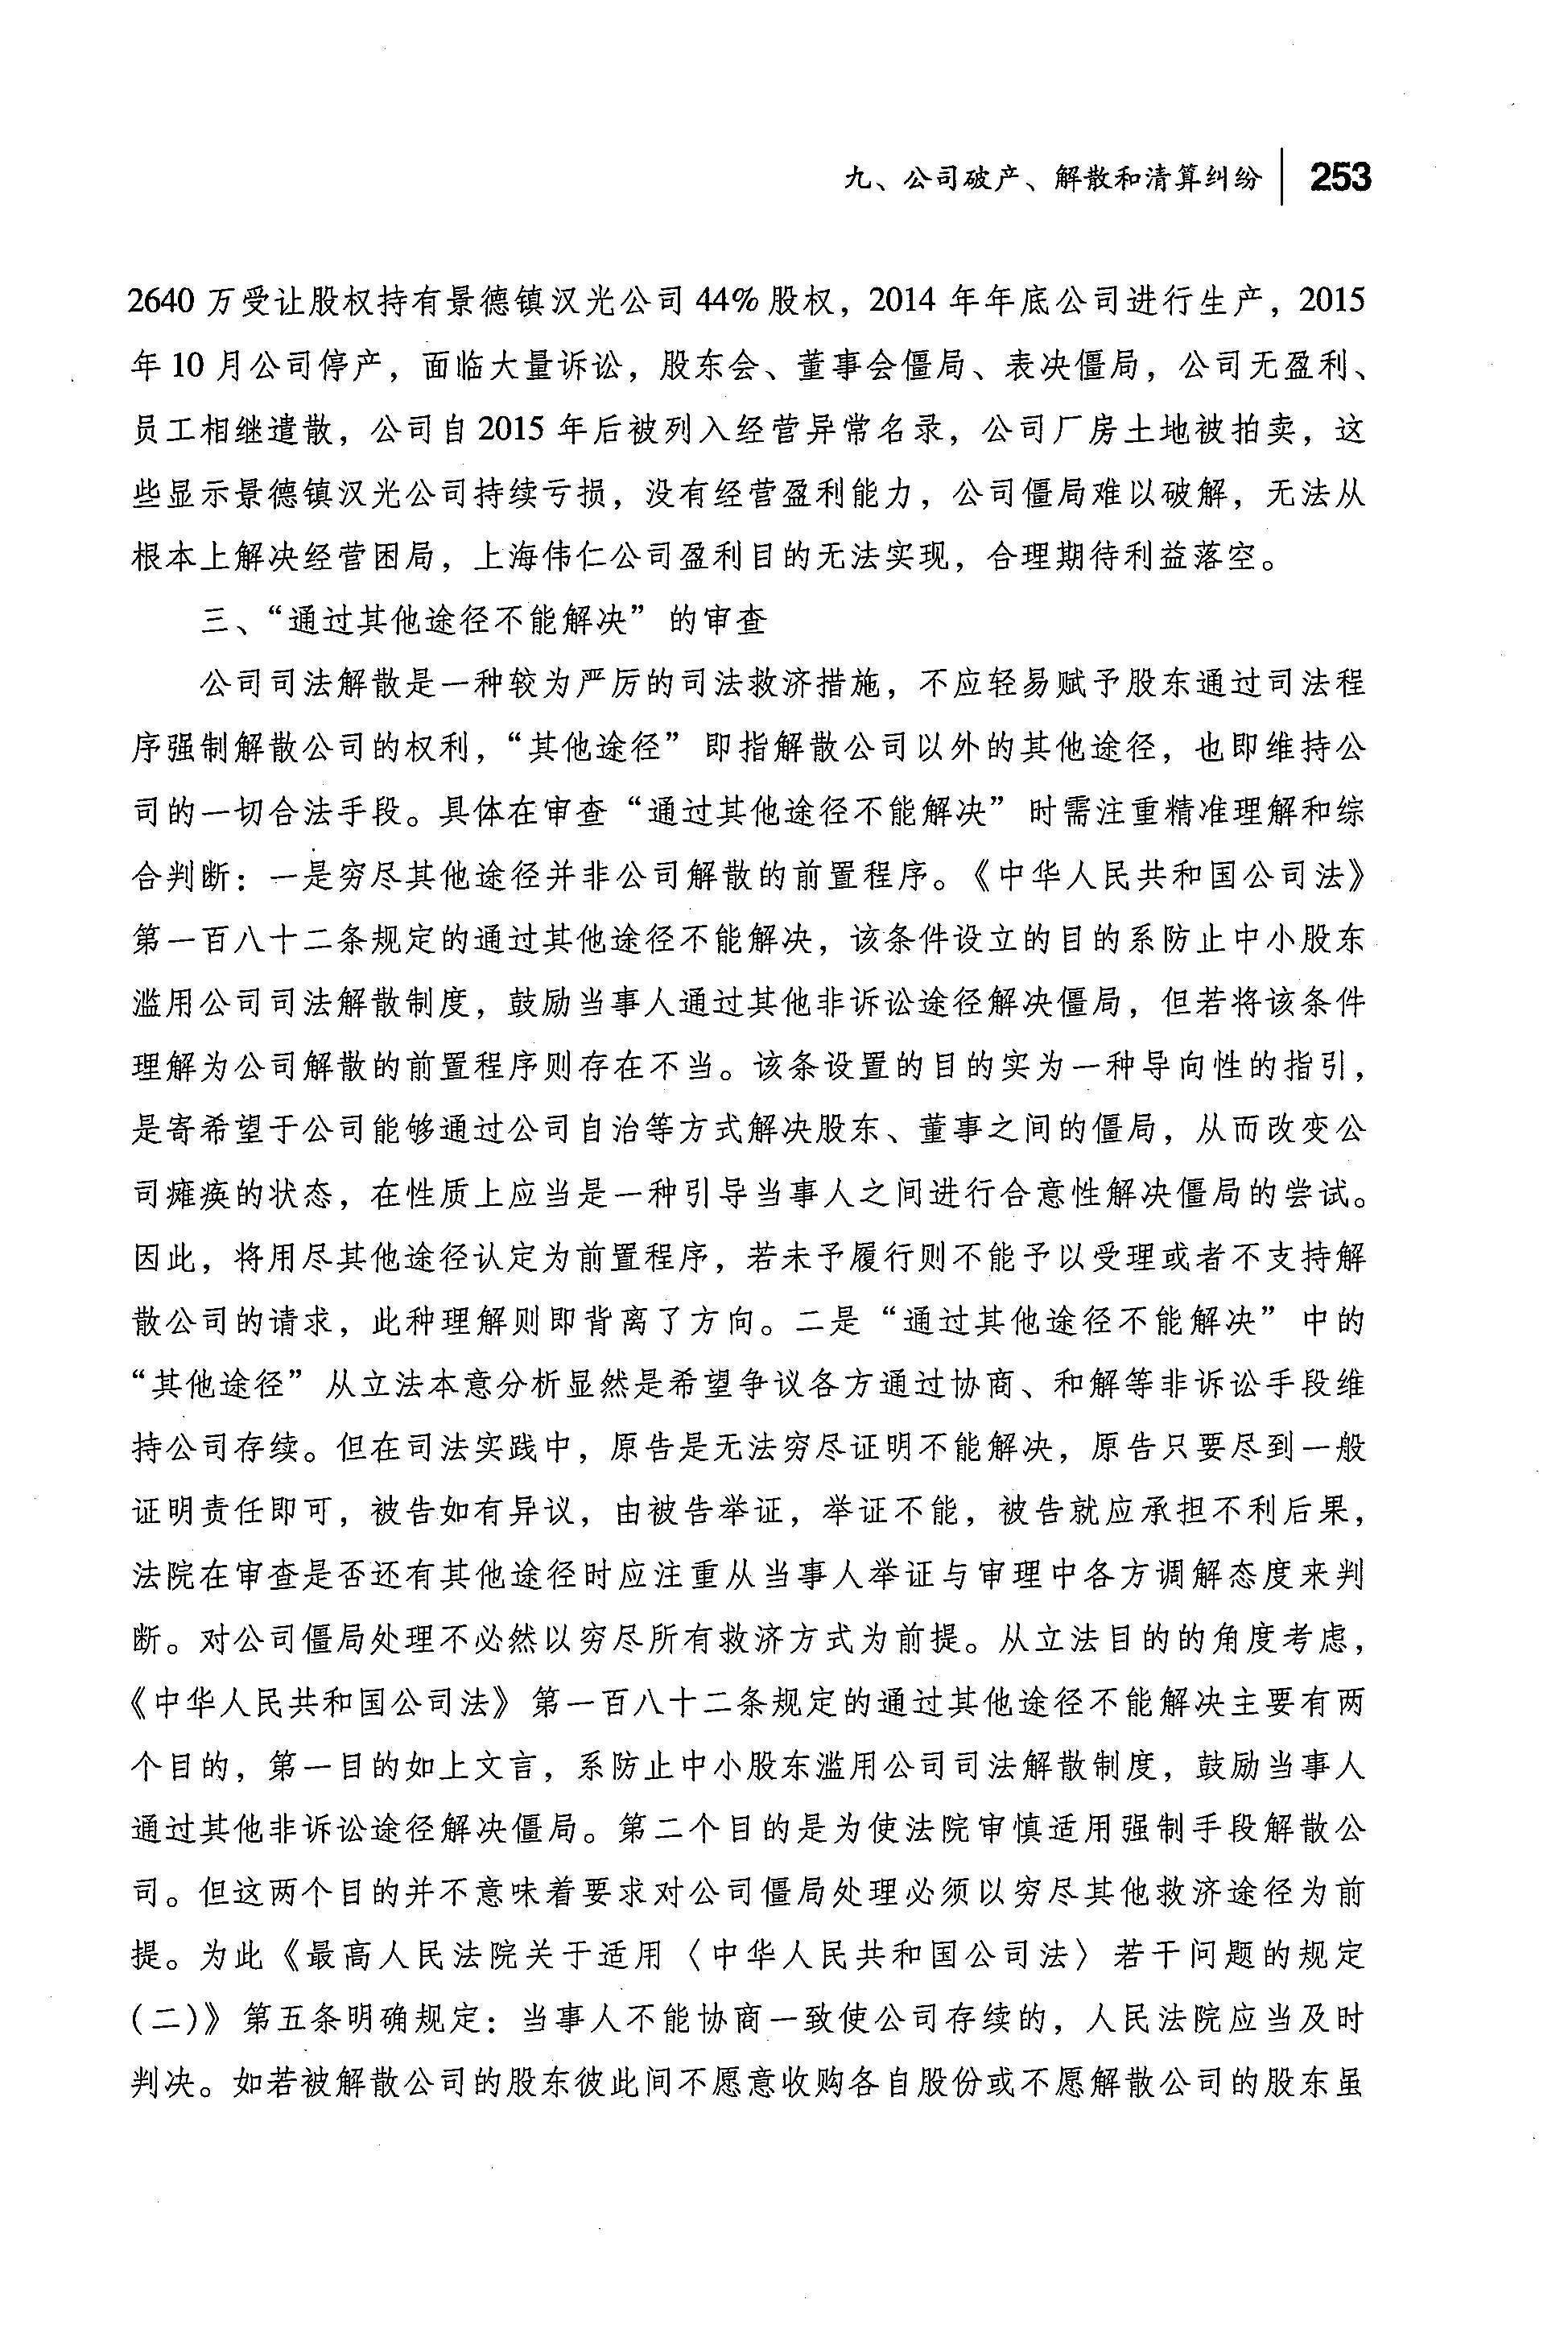 九、公司破产、解散和清算纠纷 253
2640 万受让股权持有景德镇汉光公司 44% 股权，2014 年年底公司进行生产，2015
年 10 月公司停产，面临大量诉讼，股东会、董事会僵局、表决僵局，公司无盈利、
员工相继遣散，公司自 2015 年后被列入经营异常名录，公司厂房土地被拍卖，这
些显示景德镇汉光公司持续亏损，没有经营盈利能力，公司僵局难以破解，无法从
根本上解决经营困局，上海伟仁公司盈利目的无法实现，合理期待利益落空。
三、“通过其他途径不能解决”的审查
公司司法解散是一种较为严厉的司法救济措施，不应轻易赋予股东通过司法程
序强制解散公司的权利，“其他途径”即指解散公司以外的其他途径，也即维持公
司的一切合法手段。具体在审查“通过其他途径不能解决”时需注重精准理解和综
合判断：一是穷尽其他途径并非公司解散的前置程序。《中华人民共和国公司法》
第一百八十二条规定的通过其他途径不能解决，该条件设立的目的系防止中小股东
滥用公司司法解散制度，鼓励当事人通过其他非诉讼途径解决僵局，但若将该条件
理解为公司解散的前置程序则存在不当。该条设置的目的实为一种导向性的指引，
是寄希望于公司能够通过公司自治等方式解决股东、董事之间的僵局，从而改变公
司瘫痪的状态，在性质上应当是一种引导当事人之间进行合意性解决僵局的尝试。
因此，将用尽其他途径认定为前置程序，若未予履行则不能予以受理或者不支持解
散公司的请求，此种理解则即背离了方向。二是“通过其他途径不能解决”中的
“其他途径”从立法本意分析显然是希望争议各方通过协商、和解等非诉讼手段维
持公司存续。但在司法实践中，原告是无法穷尽证明不能解决，原告只要尽到一般
证明责任即可，被告如有异议，由被告举证，举证不能，被告就应承担不利后果，
法院在审查是否还有其他途径时应注重从当事人举证与审理中各方调解态度来判
断。对公司僵局处理不必然以穷尽所有救济方式为前提。从立法目的的角度考虑，
《中华人民共和国公司法》第一百八十二条规定的通过其他途径不能解决主要有两
个目的，第一目的如上文言，系防止中小股东滥用公司司法解散制度，鼓励当事人
通过其他非诉讼途径解决僵局。第二个目的是为使法院审慎适用强制手段解散公
司。但这两个目的并不意味着要求对公司僵局处理必须以穷尽其他救济途径为前
提。为此《最高人民法院关于适用〈中华人民共和国公司法〉若干问题的规定
(二)》第五条明确规定：当事人不能协商一致使公司存续的，人民法院应当及时
判决。如若被解散公司的股东彼此间不愿意收购各自股份或不愿解散公司的股东虽